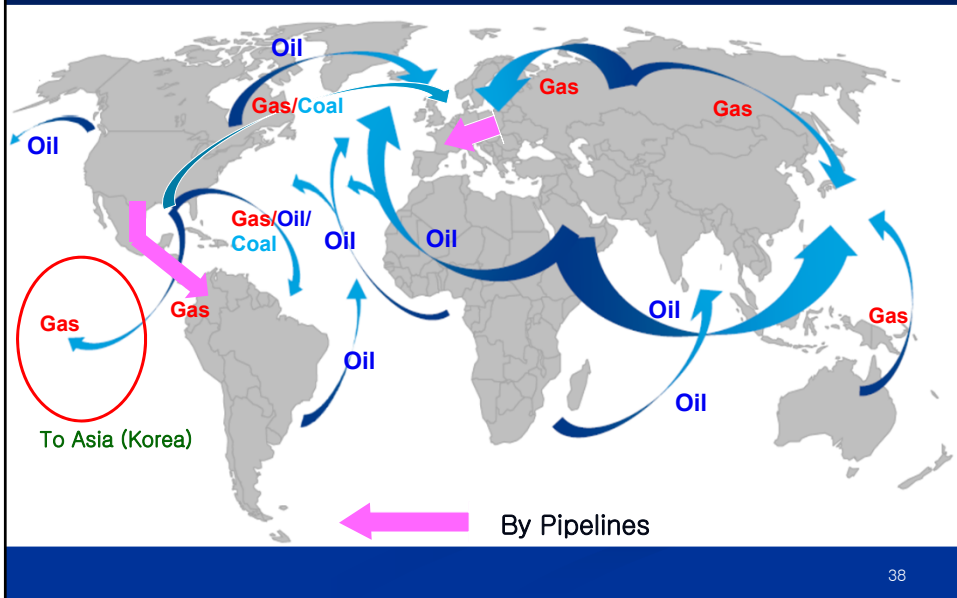 Oil
Gas/Coal
Gas
Gas
Oil
Gas/Oil/
Coal
Oil
Oil
Gas
Gas
Oil
Gas
Oil
Oil
To Asia (Korea)
By Pipelines
38